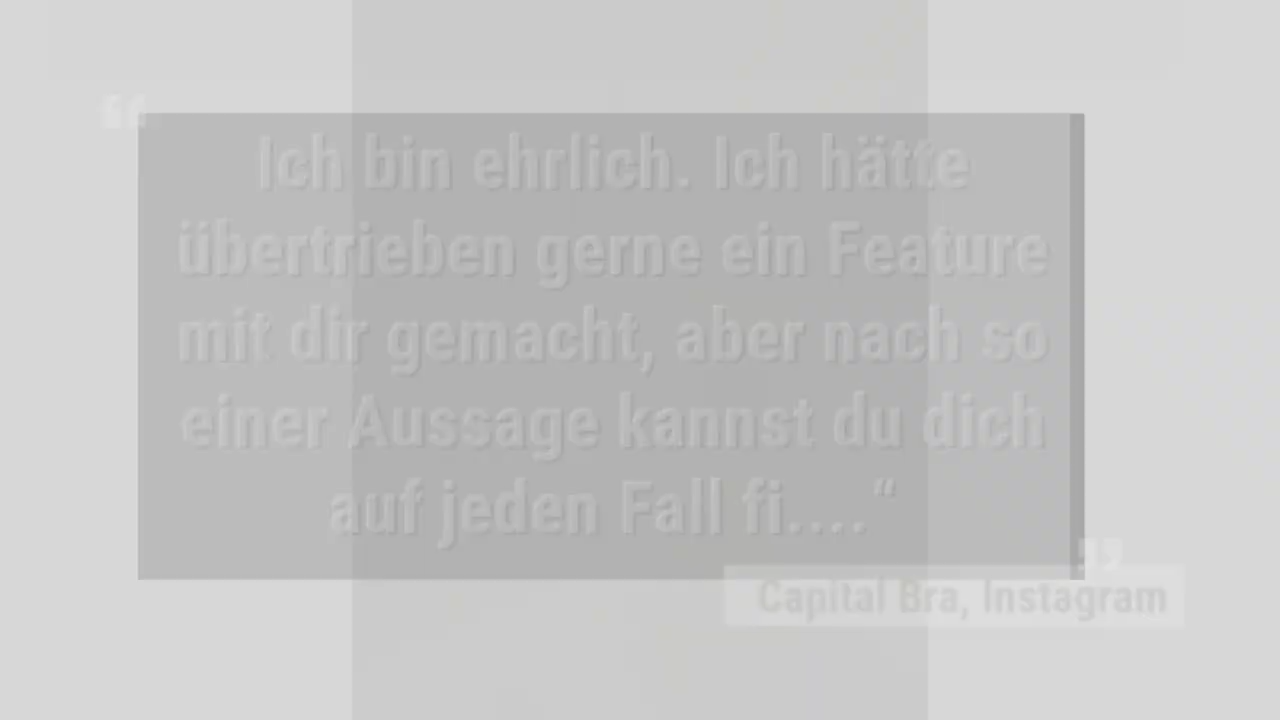 “
Ich bin ehrlich. Ich hätte
übertrieben gerne ein Feature
mit dir gemacht, aber nach so
einer Aussage kannst du dich
auf jeden Fall fi....“
”
Capital Bra, Instagram